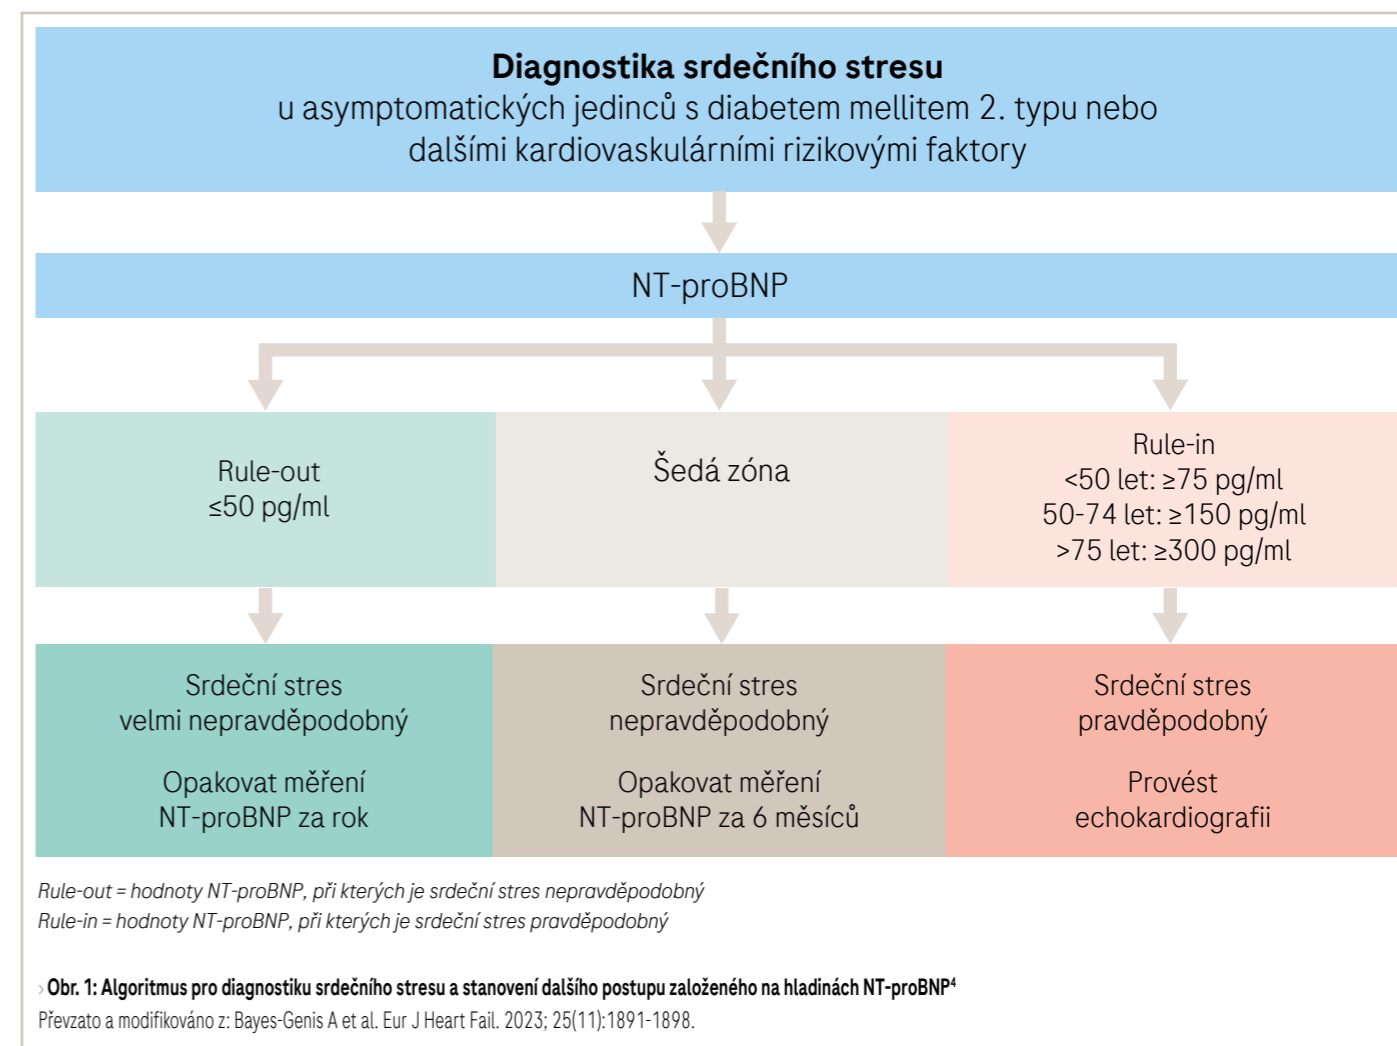 Diagnostika srdečního stresu
u asymptomatických jedinců s diabetem mellitem 2. typu nebo
dalšími kardiovaskulárními rizikovými faktory
NT-proBNP
Rule-out
≤50 pg/ml
Šedá zóna
Rule-in
<50 let: ≥75 pg/ml
50-74 let: ≥150 pg/ml
>75 let: ≥300 pg/ml
Srdeční stres
velmi nepravděpodobný
Opakovat měření
NT-proBNP za rok
Srdeční stres
nepravděpodobný
Opakovat měření
NT-proBNP za 6 měsíců
Srdeční stres
pravděpodobný
Provést
echokardiografii
Rule-out = hodnoty NT-proBNP, při kterých je srdeční stres nepravděpodobný
Rule-in = hodnoty NT-proBNP, při kterých je srdeční stres pravděpodobný
› Obr. 1: Algoritmus pro diagnostiku srdečního stresu a stanovení dalšího postupu založeného na hladinách NT-proBNP⁴
Převzato a modifikováno z: Bayes-Genis A et al. Eur J Heart Fail. 2023; 25(11):1891-1898.